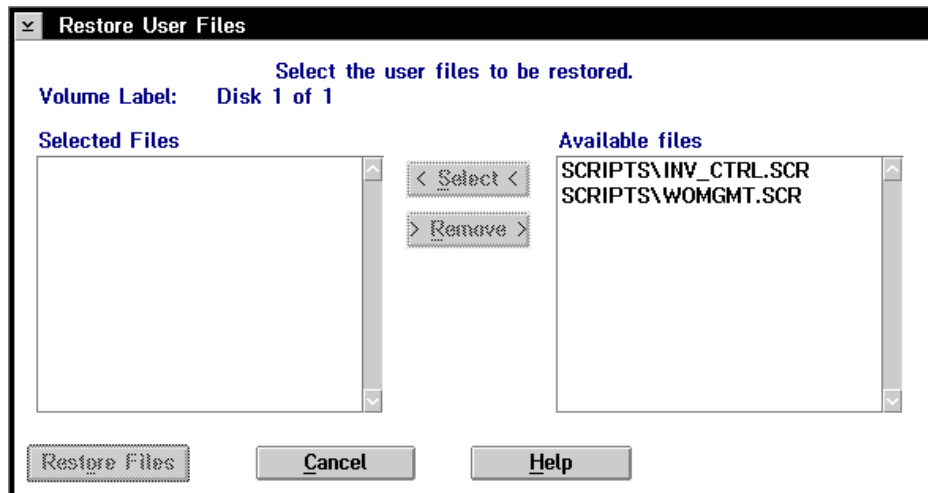 Restore User Files
Select the user files to be restored.
Volume Label: Disk 1 of 1
Selected Files
Available files
< Select <
> Remove >
SCRIPTS\INV_CTRL.SCR
SCRIPTS\WOMGMT.SCR
Restore Files
Cancel
Help